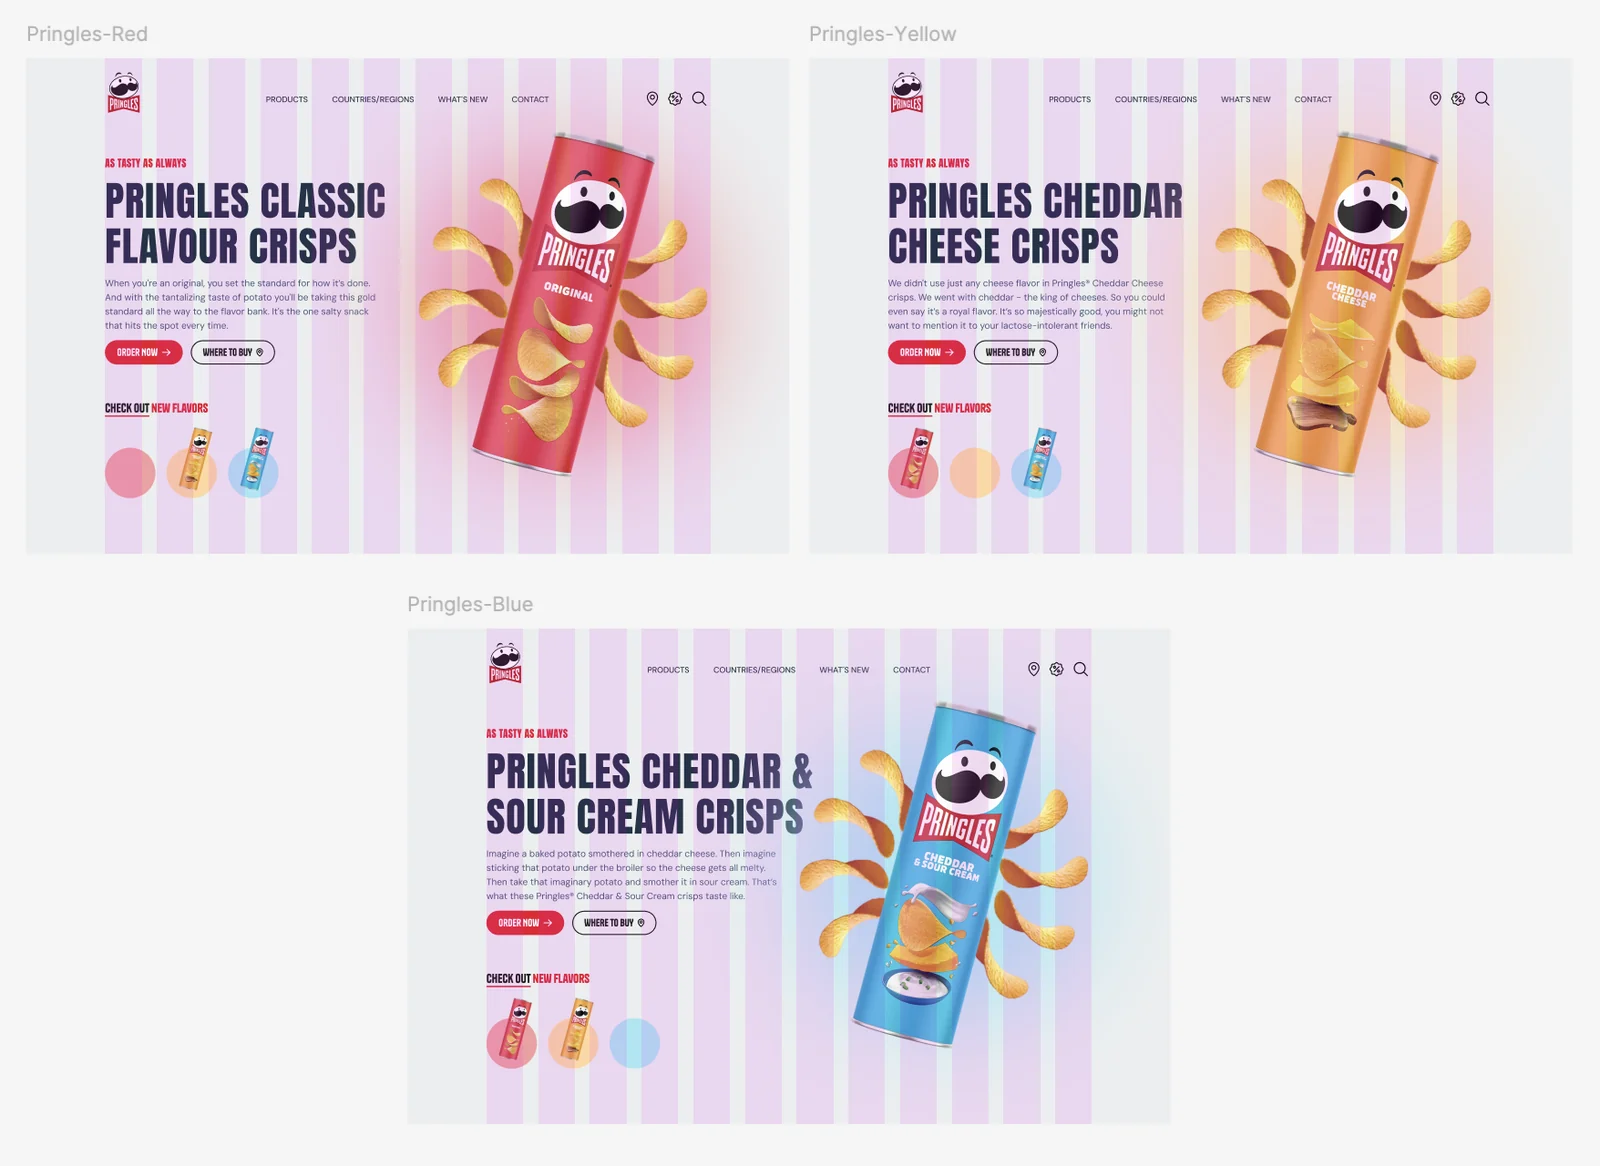 Pringles-Red
PRINGLES
PRODUCTS COUNTRIES/REGIONS WHAT'S NEW CONTACT
AS TASTY AS ALWAYS
PRINGLES CLASSIC
FLAVOUR CRISPS
When you're an original, you set the standard for how it's done.
And with the tantalizing taste of potato you'll be taking this gold
standard all the way to the flavor bank. It's the one salty snack
that hits the spot every time.
ORDER NOW
WHERE TO BUY
CHECK OUT NEW FLAVORS
PRINGLES
ORIGINAL
Pringles-Yellow
PRINGLES
PRODUCTS COUNTRIES/REGIONS WHAT'S NEW CONTACT
AS TASTY AS ALWAYS
PRINGLES CHEDDAR
CHEESE CRISPS
We didn't use just any cheese flavor in Pringles® Cheddar Cheese
crisps. We went with cheddar - the king of cheeses. So you could
even say it's a royal flavor. It's so majestically good, you might not
want to mention it to your lactose-intolerant friends.
ORDER NOW
WHERE TO BUY
CHECK OUT NEW FLAVORS
PRINGLES
CHEDDAR
CHEESE
Pringles-Blue
PRINGLES
PRODUCTS COUNTRIES/REGIONS WHAT'S NEW CONTACT
AS TASTY AS ALWAYS
PRINGLES CHEDDAR &
SOUR CREAM CRISPS
Imagine a baked potato smothered in cheddar cheese. Then imagine
sticking that potato under the broiler so the cheese gets all melty.
Then take that imaginary potato and smother it in sour cream. That's
what these Pringles® Cheddar & Sour Cream crisps taste like.
ORDER NOW
WHERE TO BUY
CHECK OUT NEW FLAVORS
PRINGLES
CHEDDAR
& SOUR CREAM